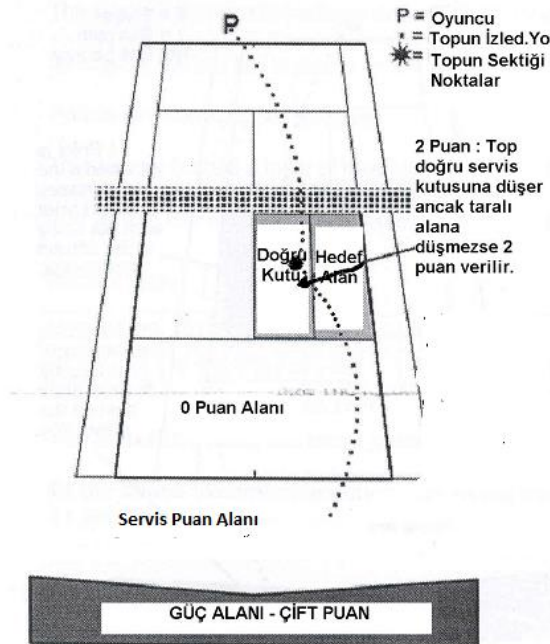 P
P = Oyuncu
= Topun İzled.Yo
= Topun Sektiği
Noktalar
2 Puan : Top
doğru servis
kutusuna düşer
ancak taralı
alana
düşmezse 2
puan verilir.
Doğru Hedef
Kutu Alan
0 Puan Alanı
Servis Puan Alanı
GÜÇ ALANI - ÇİFT PUAN